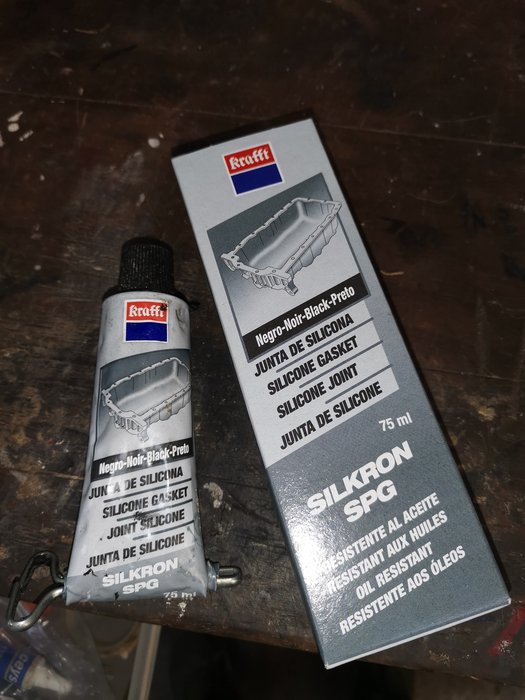 krafft
Negro-Noir-Black-Preto
JUNTA DE SILICONA
SILICONE GASKET
JOINT SILICONE
JUNTA DE SILICONE
SILKRON
SPG
75 ml
krafft
Negro-Noir-Black-Preto
JUNTA DE SILICONA
SILICONE GASKET
SILICONE JOINT
JUNTA DE SILICONE
75 ml
SILKRON
SPG
RESISTENTE AL ACEITE
RESISTANT AUX HUILES
OIL RESISTANT
RESISTENTE AOS ÓLEOS
ceys